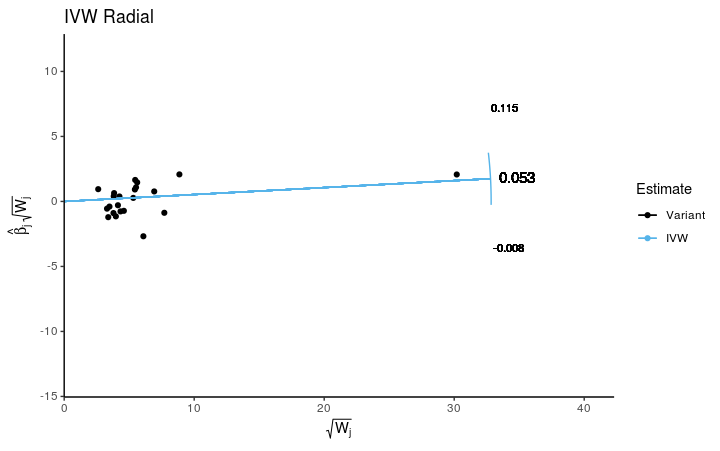 IVW Radial
10
5
0
-5
-10
-15
β̂ⱼ√Wⱼ
0.115
0.053
-0.008
Estimate
Variant
IVW
0
10
20
30
40
√Wⱼ